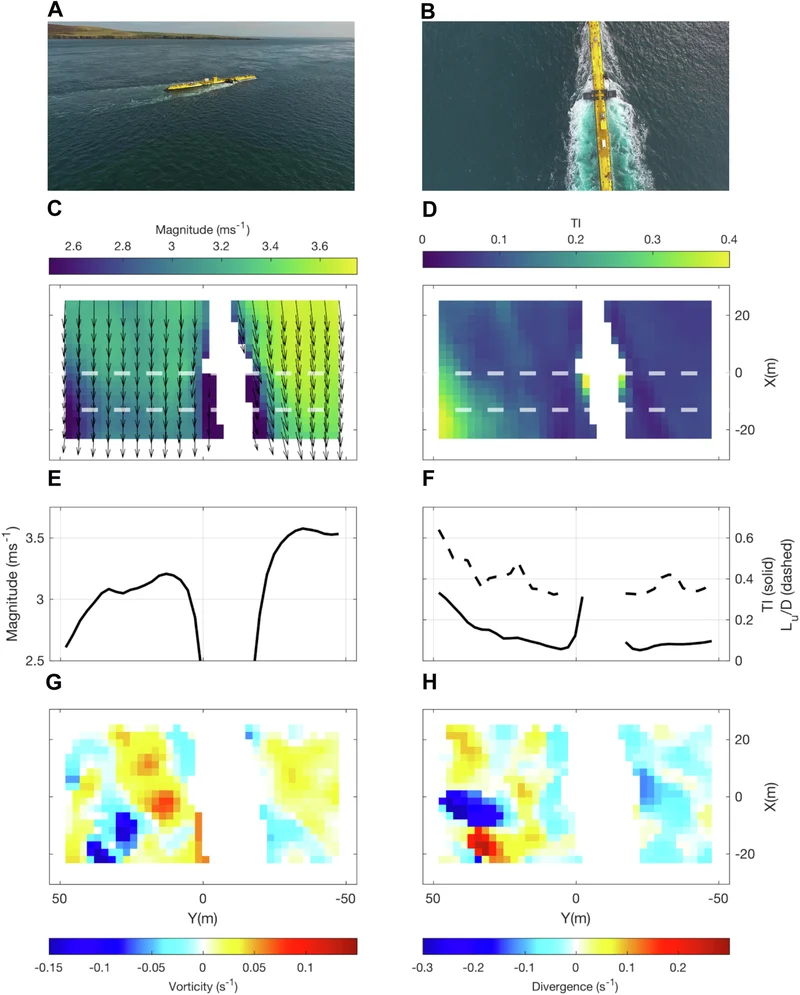 A
B
C
D
Magnitude (ms-1)
2.6 2.8 3 3.2 3.4 3.6
TI
0 0.1 0.2 0.3 0.4
20
0
-20
X(m)
E
F
3.5
3
2.5
Magnitude (ms-1)
0.6
0.4
0.2
0
TI (solid)
Lu/D (dashed)
G
H
20
0
-20
X(m)
50 0 -50
Y(m)
50 0 -50
Y(m)
-0.15 -0.1 -0.05 0 0.05 0.1
Vorticity (s-1)
-0.3 -0.2 -0.1 0 0.1 0.2
Divergence (s-1)